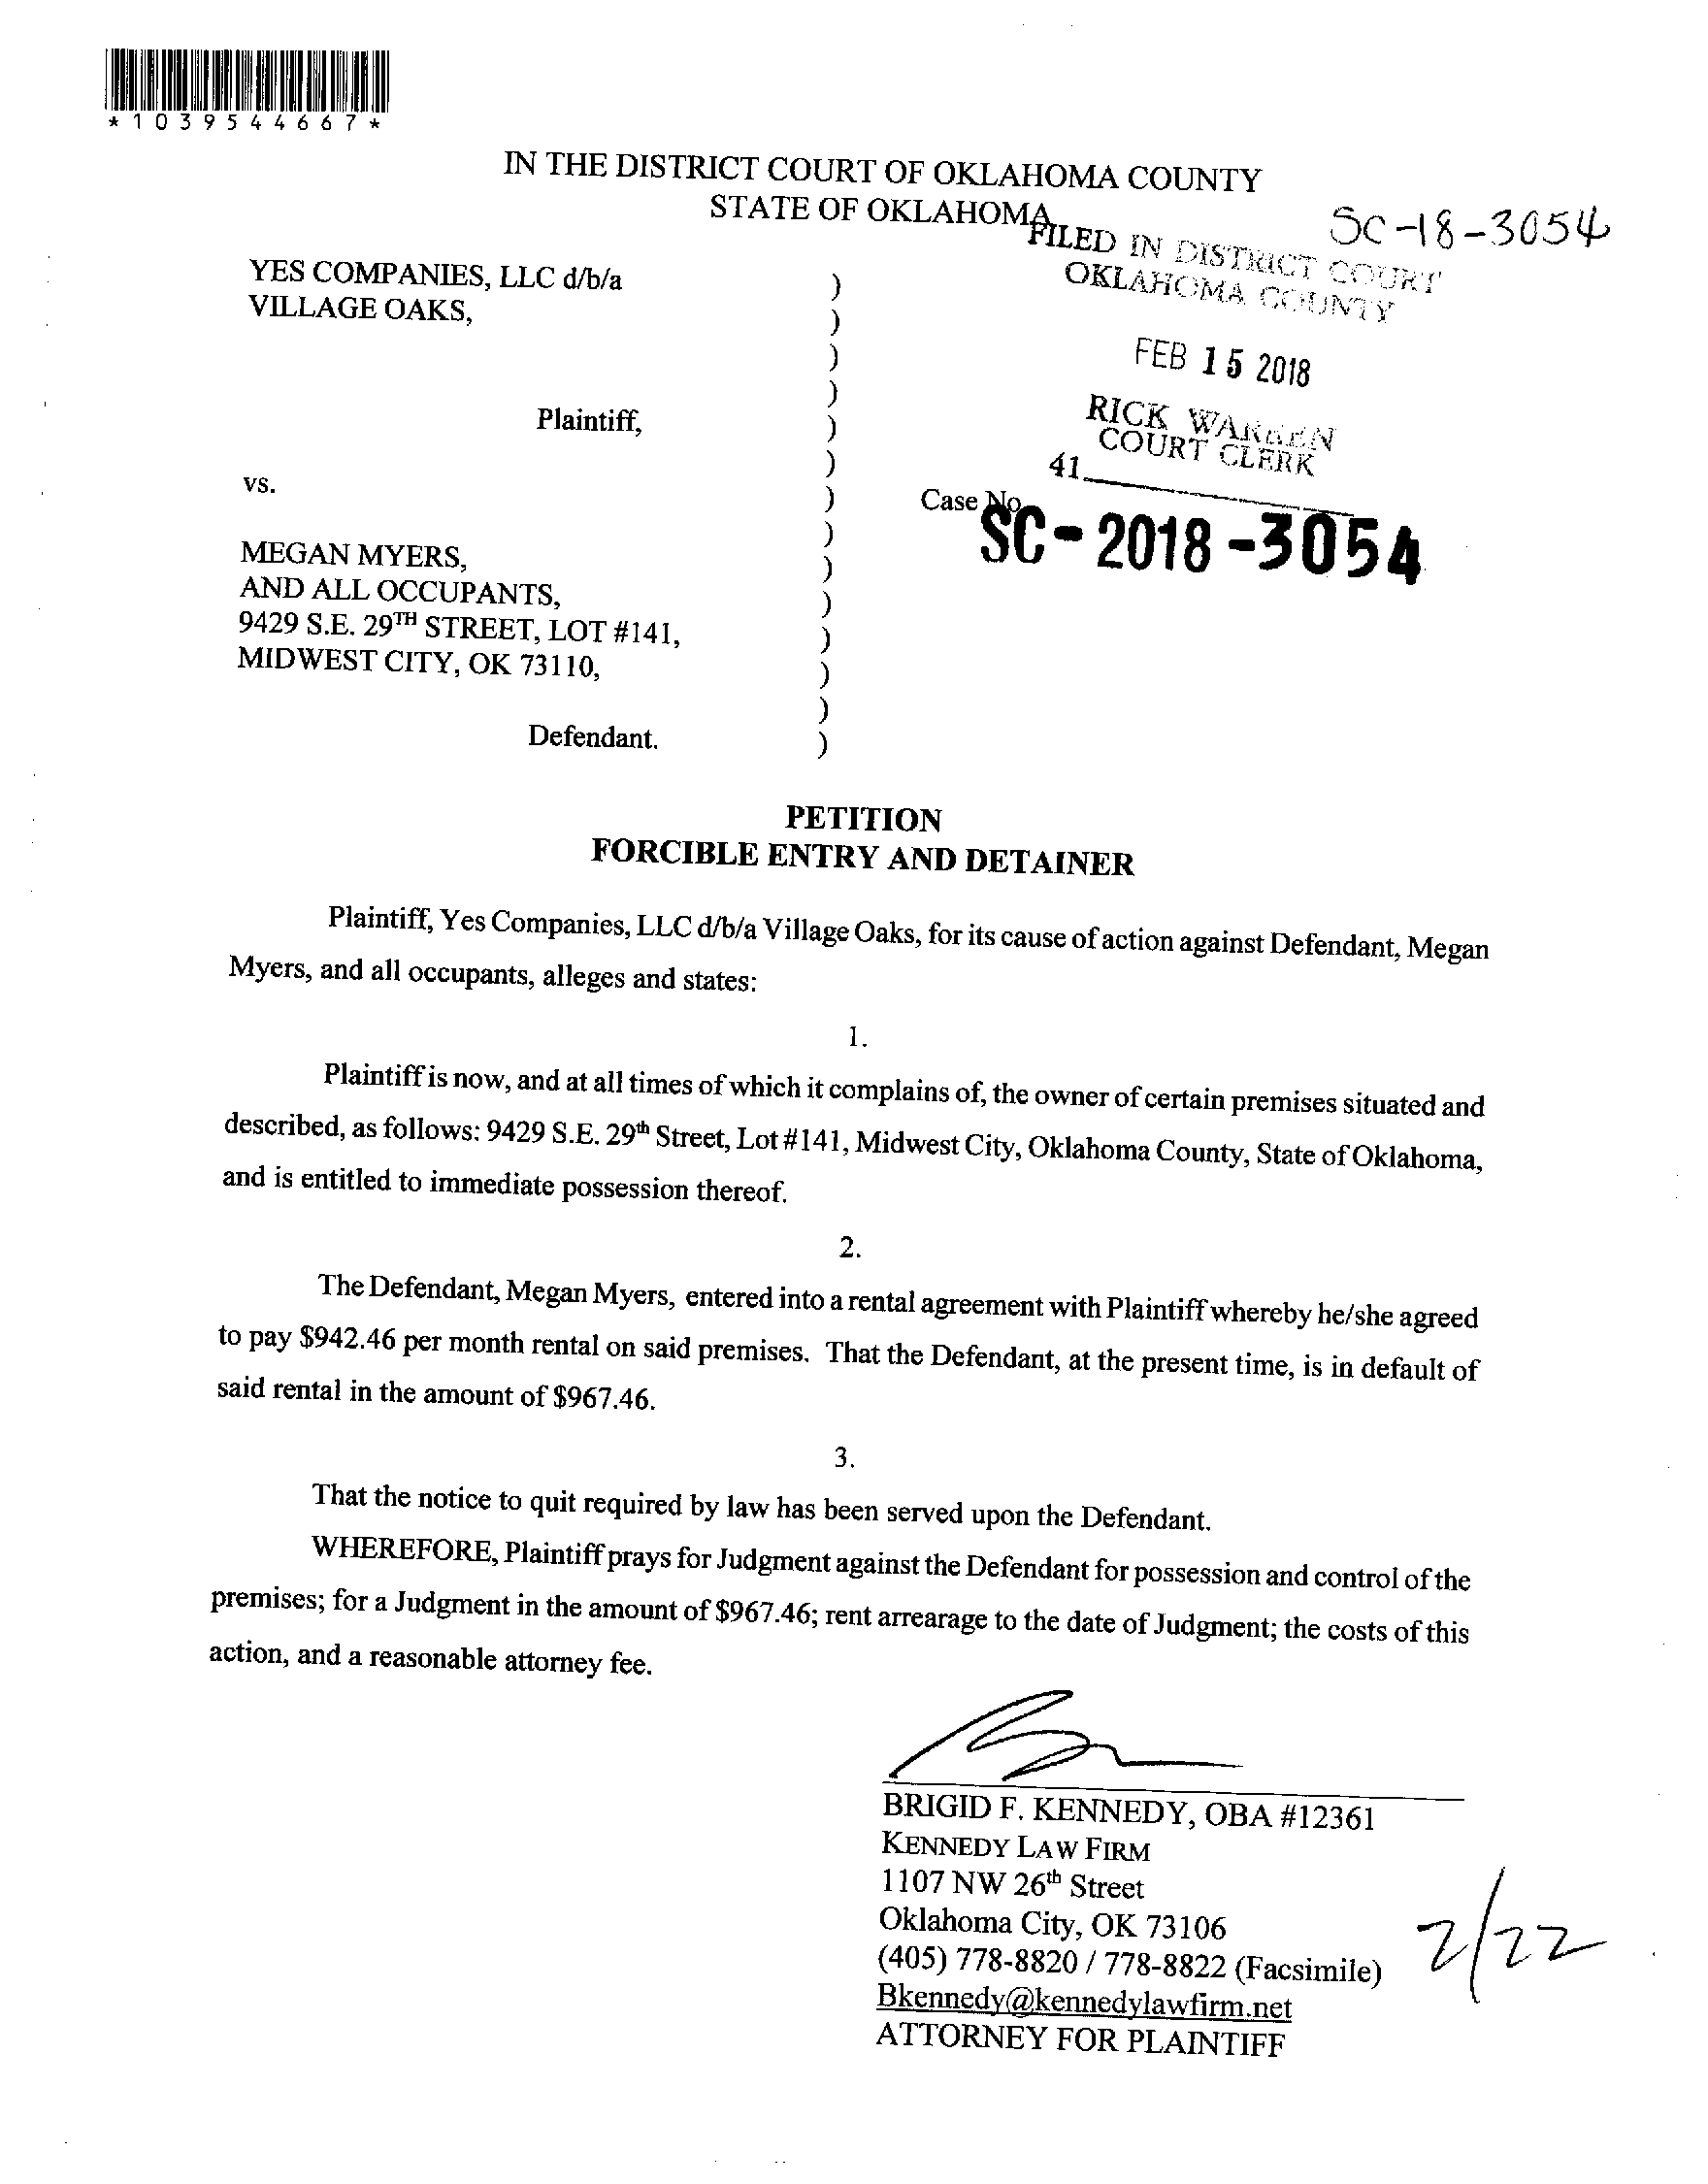 *1039544667*
IN THE DISTRICT COURT OF OKLAHOMA COUNTY
STATE OF OKLAHOMA
SC-18-3054
FILED IN DISTRICT COURT
OKLAHOMA COUNTY
FEB 15 2018
RICK WARREN
COURT CLERK
41
YES COMPANIES, LLC d/b/a
VILLAGE OAKS,
Plaintiff,
vs.
Case No.
SC-2018-3054
MEGAN MYERS,
AND ALL OCCUPANTS,
9429 S.E. 29TH STREET, LOT #141,
MIDWEST CITY, OK 73110,
Defendant.
)
)
)
)
)
)
)
)
)
)
)
)
)
)
PETITION
FORCIBLE ENTRY AND DETAINER
Plaintiff, Yes Companies, LLC d/b/a Village Oaks, for its cause of action against Defendant, Megan
Myers, and all occupants, alleges and states:
1.
Plaintiff is now, and at all times of which it complains of, the owner of certain premises situated and
described, as follows: 9429 S.E. 29th Street, Lot #141, Midwest City, Oklahoma County, State of Oklahoma,
and is entitled to immediate possession thereof.
2.
The Defendant, Megan Myers, entered into a rental agreement with Plaintiff whereby he/she agreed
to pay $942.46 per month rental on said premises. That the Defendant, at the present time, is in default of
said rental in the amount of $967.46.
3.
That the notice to quit required by law has been served upon the Defendant.
WHEREFORE, Plaintiff prays for Judgment against the Defendant for possession and control of the
premises; for a Judgment in the amount of $967.46; rent arrearage to the date of Judgment; the costs of this
action, and a reasonable attorney fee.
BRIGID F. KENNEDY, OBA #12361
KENNEDY LAW FIRM
1107 NW 26th Street
Oklahoma City, OK 73106
(405) 778-8820 / 778-8822 (Facsimile)
Bkennedy@kennedylawfirm.net
ATTORNEY FOR PLAINTIFF
2/22